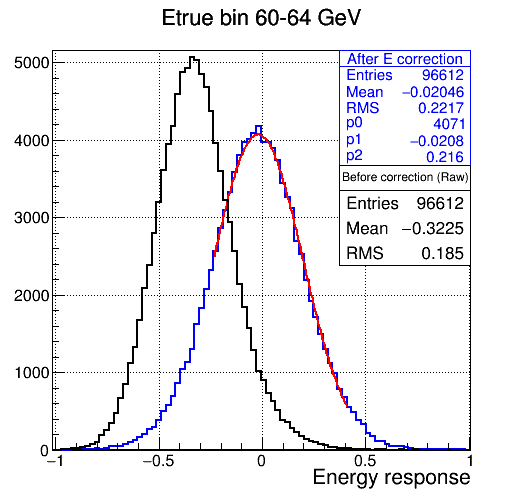 Etrue bin 60-64 GeV
After E correction
Entries 96612
Mean −0.02046
RMS 0.2217
p0 4071
p1 −0.0208
p2 0.216
Before correction (Raw)
Entries 96612
Mean −0.3225
RMS 0.185
5000
4000
3000
2000
1000
0
−1 −0.5 0 0.5 1
Energy response